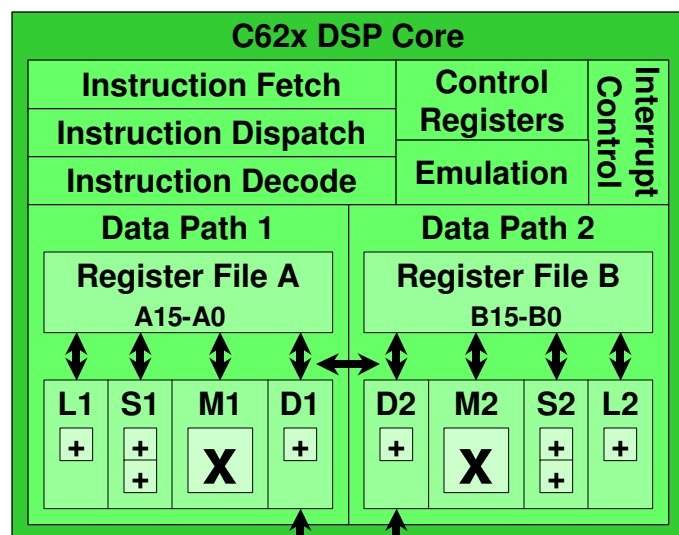 C62x DSP Core
Instruction Fetch
Instruction Dispatch
Instruction Decode
Control
Registers
Emulation
Interrupt
Control
Data Path 1
Register File A
A15-A0
Data Path 2
Register File B
B15-B0
L1 S1 M1 D1
+ + X +
+
D2 M2 S2 L2
+ X + +
+